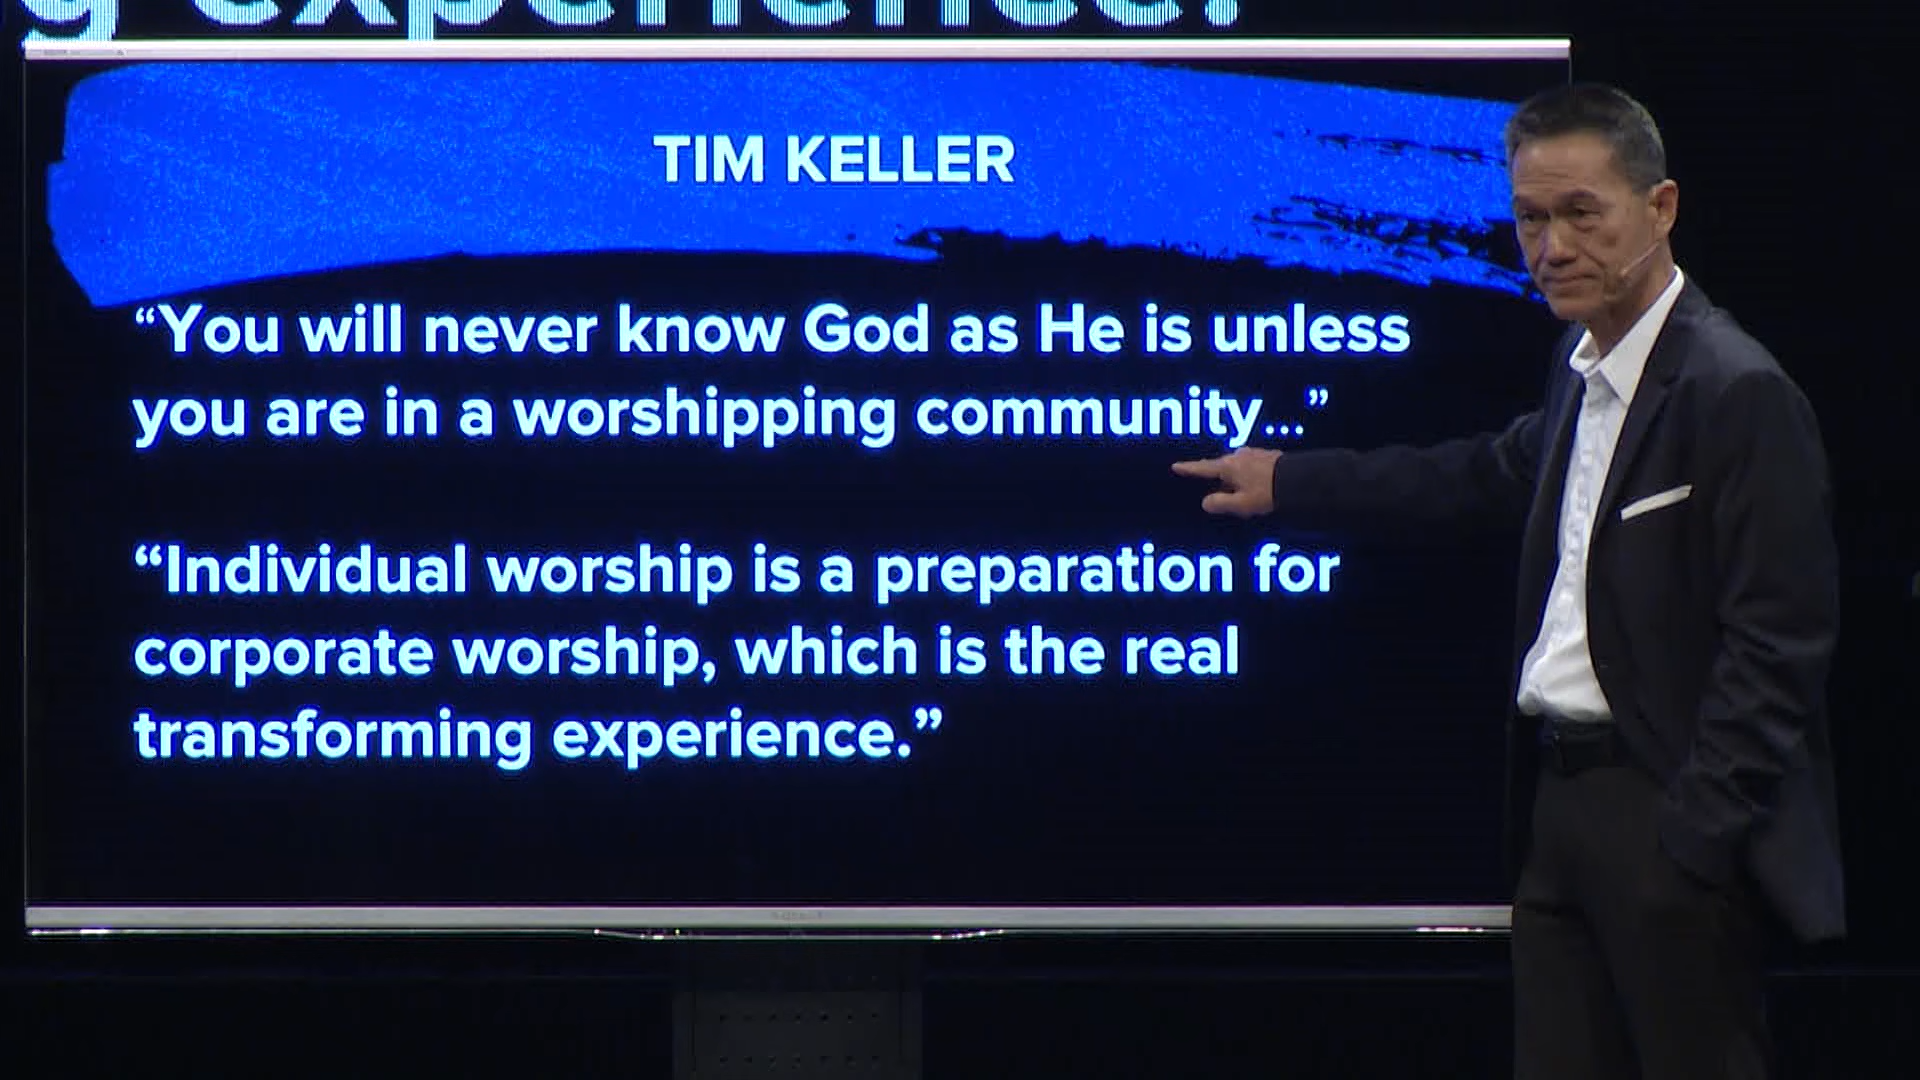 g experience.
TIM KELLER
“You will never know God as He is unless
you are in a worshipping community...”
“Individual worship is a preparation for
corporate worship, which is the real
transforming experience.”